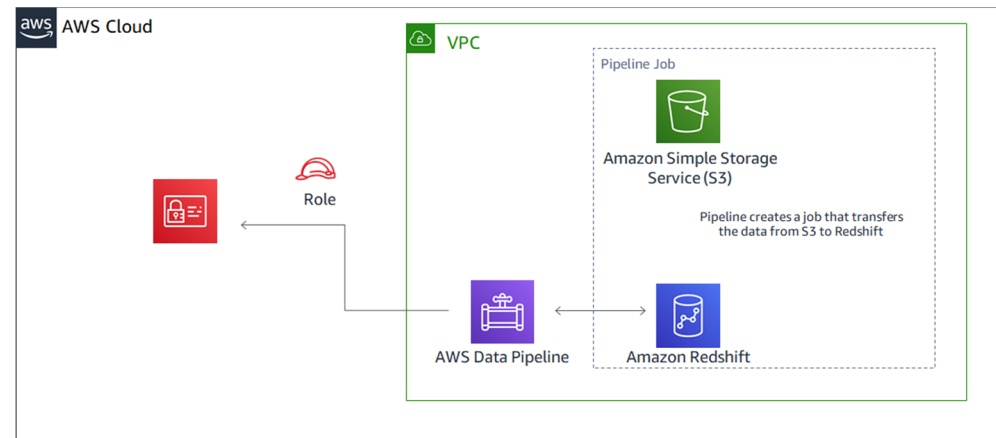 aws
AWS Cloud
VPC
Pipeline Job
Amazon Simple Storage
Service (S3)
Role
Pipeline creates a job that transfers
the data from S3 to Redshift
AWS Data Pipeline
Amazon Redshift